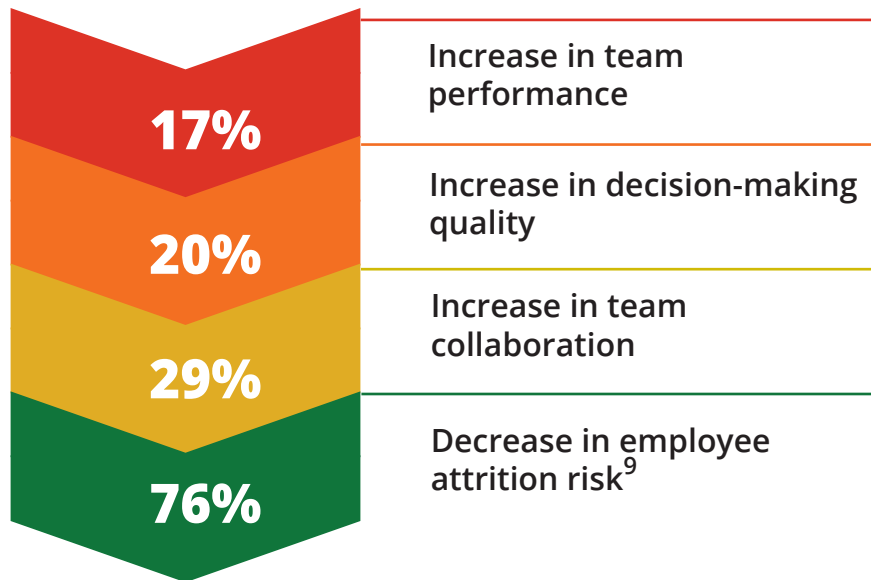 17%
Increase in team
performance
20%
Increase in decision-making
quality
29%
Increase in team
collaboration
76%
Decrease in employee
attrition risk⁹